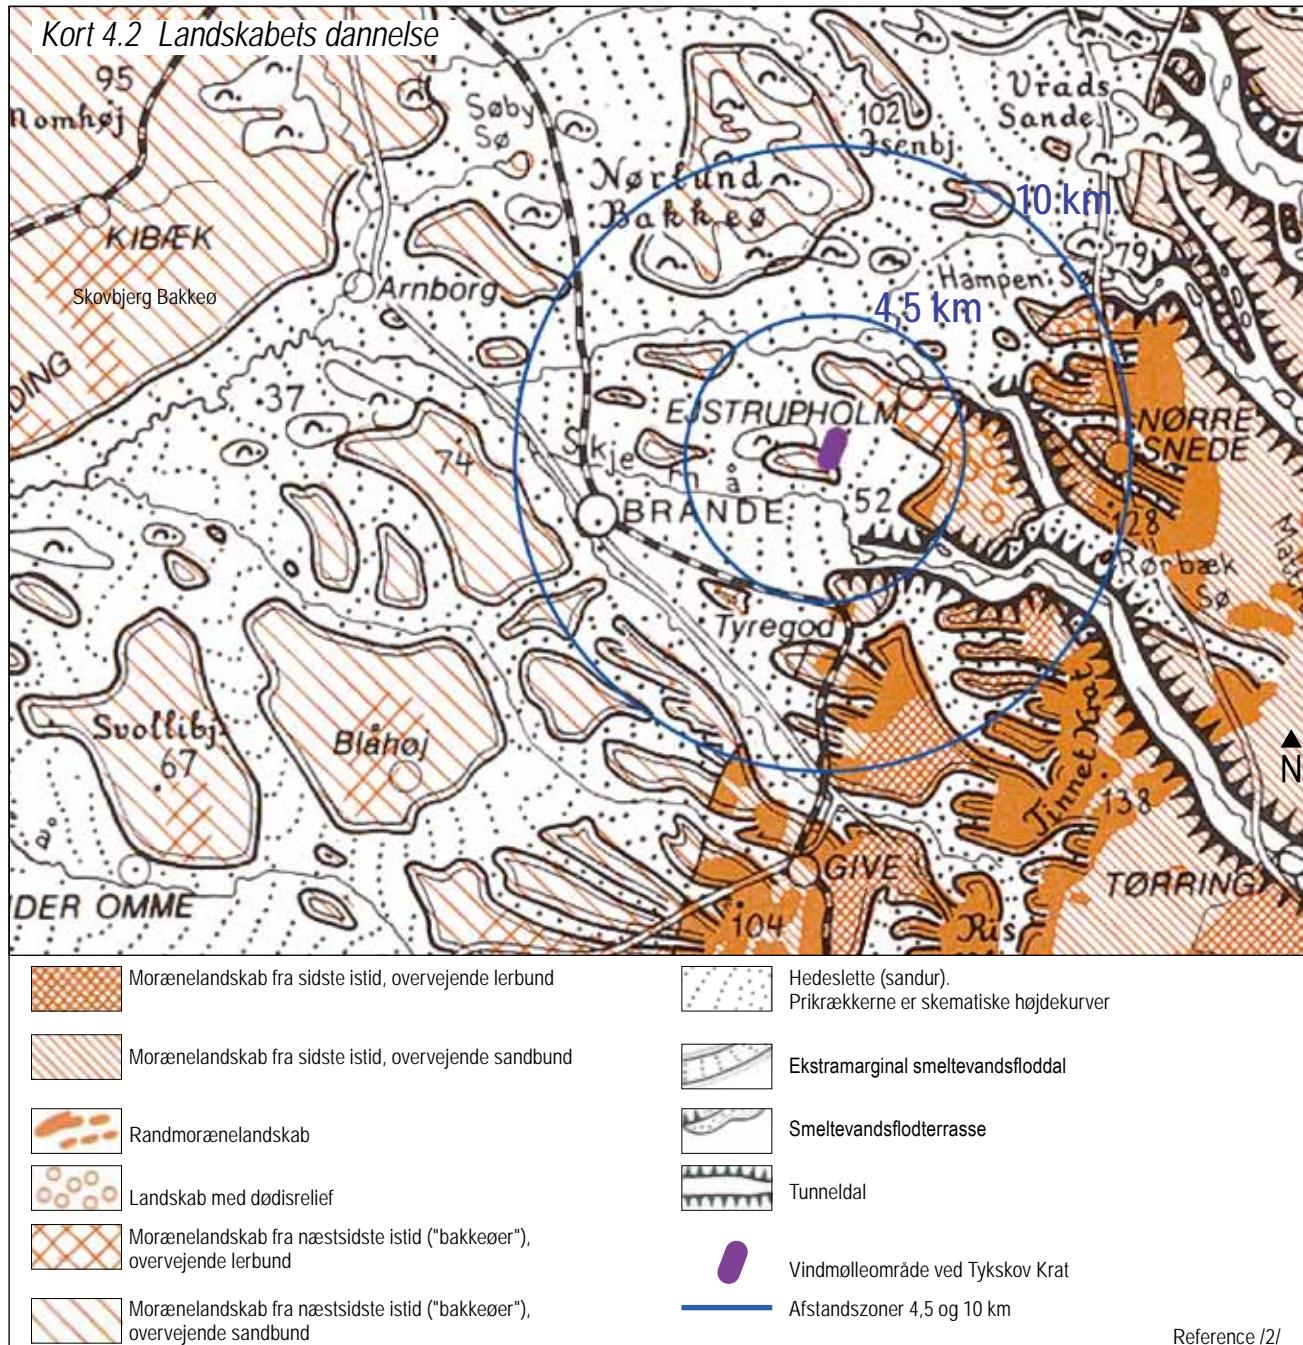 Kort 4.2 Landskabets dannelse
95
Nomhøj
Søby
Sø
102
Isenbj.
Vrads
Sande
Nørlund
Bakkeø
10 km
KIBÆK
Skovbjerg Bakkeø
Arnborg
79
Hampen Sø
4,5 km
DING
37
EJSTRUPHOLM
NØRRE
SNEDE
74
Skjern å
BRANDE
52
128
Rørbæk
Sø
Tyregod
Svollibj.
67
Blåhøj
Tinnet Krat
138
N
DER OMME
GIVE
104
TØRRING
Ris
Morænelandskab fra sidste istid, overvejende lerbund
Morænelandskab fra sidste istid, overvejende sandbund
Randmorænelandskab
Landskab med dødisrelief
Morænelandskab fra næstsidste istid ("bakkeøer"),
overvejende lerbund
Morænelandskab fra næstsidste istid ("bakkeøer"),
overvejende sandbund
Hedeslette (sandur).
Prikrækkerne er skematiske højdekurver
Ekstramarginal smeltevandsfloddal
Smeltevandsflodterrasse
Tunneldal
Vindmølleområde ved Tykskov Krat
Afstandszoner 4,5 og 10 km
Reference /2/